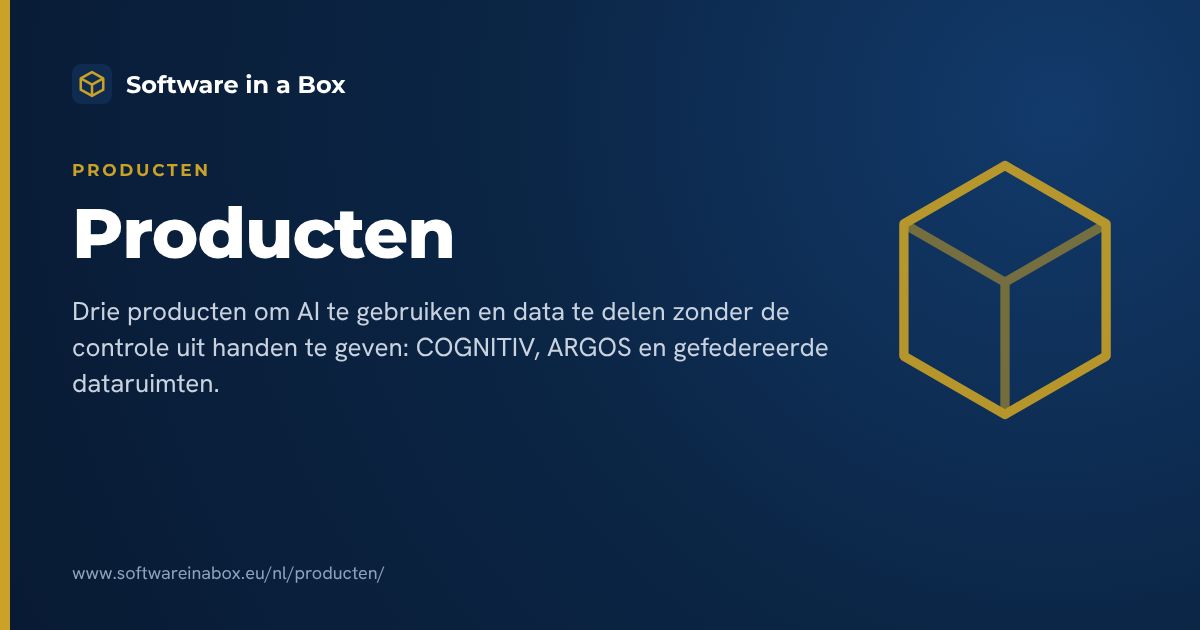 Software in a Box
PRODUCTEN
Producten
Drie producten om AI te gebruiken en data te delen zonder de
controle uit handen te geven: COGNITIV, ARGOS en gefedereerde
dataruimten.
www.softwareinabox.eu/nl/producten/